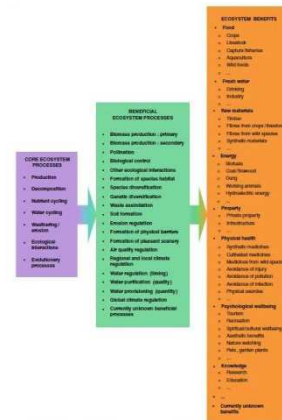 CORE ECOSYSTEM
PROCESSES
Production
Decomposition
Nutrient cycling
Water cycling
Weathering/
erosion
Ecological
interactions
Evolutionary
processes
BENEFICIAL
ECOSYSTEM PROCESSES
Biomass production : primary
Biomass production : secondary
Pollination
Biological control
Other ecological interactions
Formation of species habitat
Species diversification
Genetic diversification
Waste assimilation
Soil formation
Erosion regulation
Formation of physical barriers
Formation of pleasant scenery
Air quality regulation
Regional and local climate
regulation
Water regulation (timing)
Water purification (quality)
Water provisioning (quantity)
Global climate regulation
Currently unknown beneficial
processes
ECOSYSTEM BENEFITS
Food
Crops
Livestock
Capture fisheries
Aquaculture
Wild foods
...
Fresh water
Drinking
Industry
...
Raw materials
Timber
Fibres from crops /
Fibres from wild species
Synthetic materials
...
Energy
Biofuels
Dung
Working animals
Hydroelectric energy
...
Property
Private property
Infrastructure
...
Physical health
Synthetic medicines
Cultivated medicines
Medicines from wild species
Avoidance of injury
Avoidance of pollution
Avoidance of infection
Physical exercise
...
Psychological wellbeing
Tourism
Recreation
Spiritual/cultural wellbeing
Aesthetic benefits
Nature watching
Pets, garden plants
...
Knowledge
Research
Education
...
...
Currently unknown
benefits